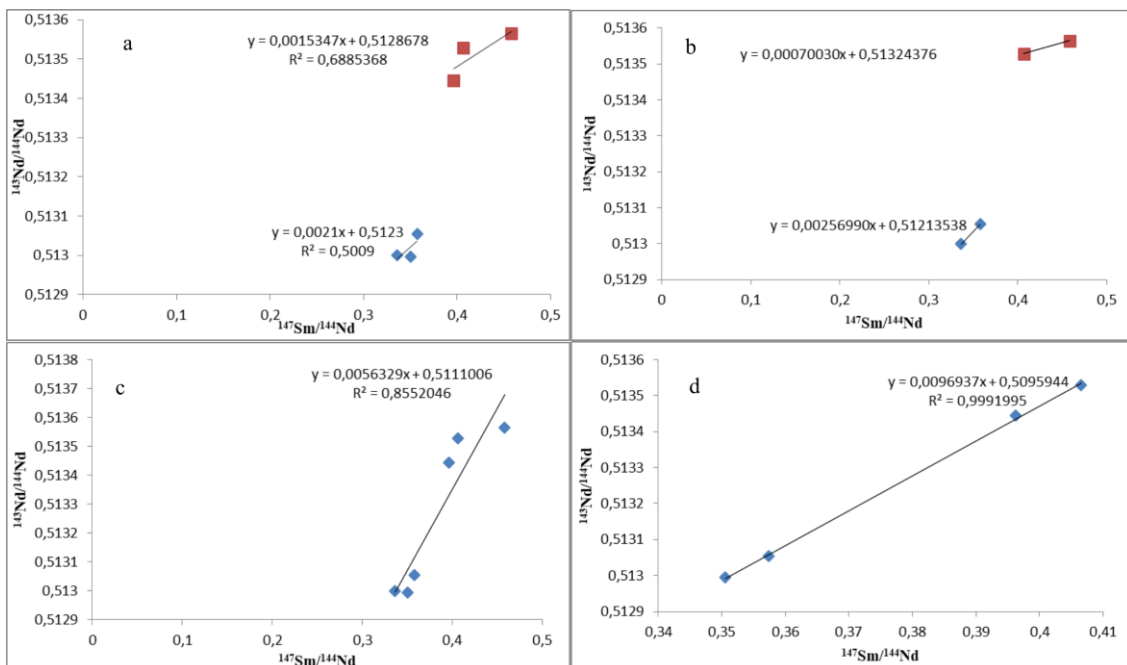 a
y = 0,0015347x + 0,5128678
R² = 0,6885368
y = 0,0021x + 0,5123
R² = 0,5009
0,5136
0,5135
0,5134
0,5133
0,5132
0,5131
0,513
0,5129
0 0,1 0,2 0,3 0,4 0,5
¹⁴³Nd/¹⁴⁴Nd
¹⁴⁷Sm/¹⁴⁴Nd
b
y = 0,00070030x + 0,51324376
y = 0,00256990x + 0,51213538
0,5136
0,5135
0,5134
0,5133
0,5132
0,5131
0,513
0,5129
0 0,1 0,2 0,3 0,4 0,5
¹⁴³Nd/¹⁴⁴Nd
¹⁴⁷Sm/¹⁴⁴Nd
c
y = 0,0056329x + 0,5111006
R² = 0,8552046
0,5138
0,5137
0,5136
0,5135
0,5134
0,5133
0,5132
0,5131
0,513
0,5129
0 0,1 0,2 0,3 0,4 0,5
¹⁴³Nd/¹⁴⁴Nd
¹⁴⁷Sm/¹⁴⁴Nd
d
y = 0,0096937x + 0,5095944
R² = 0,9991995
0,5136
0,5135
0,5134
0,5133
0,5132
0,5131
0,513
0,5129
0,34 0,35 0,36 0,37 0,38 0,39 0,4 0,41
¹⁴³Nd/¹⁴⁴Nd
¹⁴⁷Sm/¹⁴⁴Nd